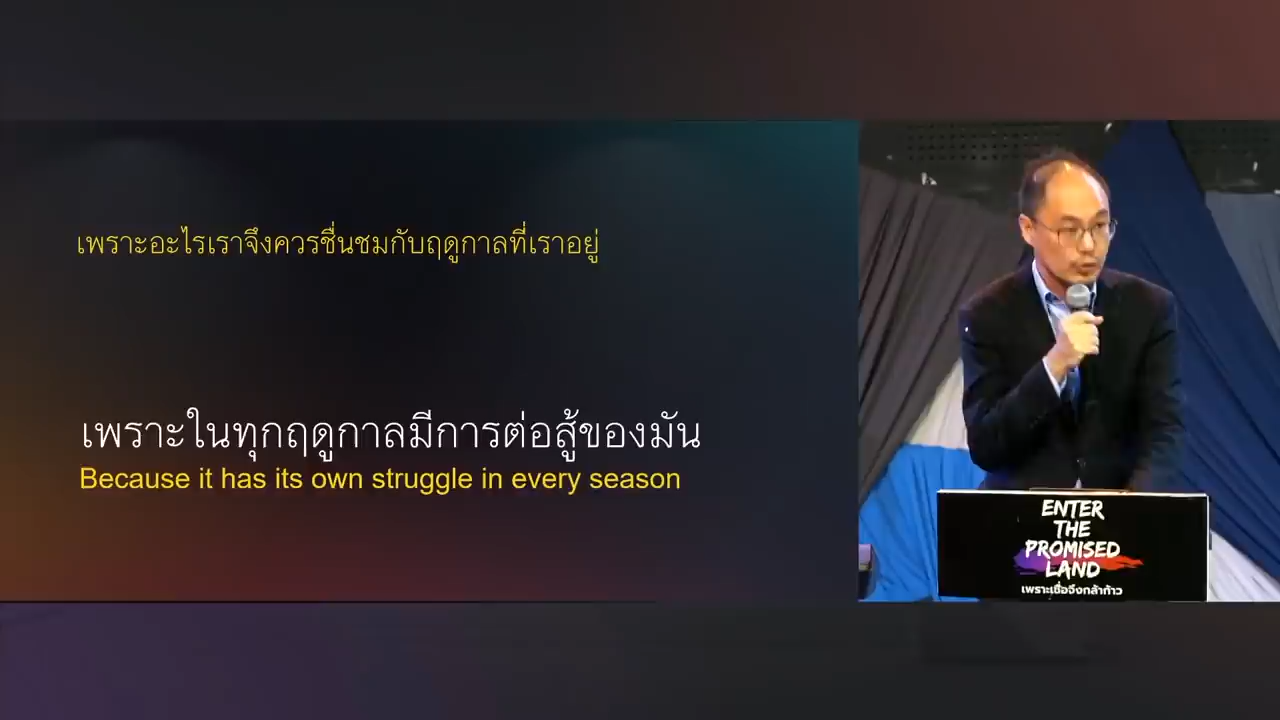 เพราะอะไรเราจึงควรชื่นชมกับฤดูกาลที่เราอยู่
เพราะในทุกฤดูกาลมีการต่อสู้ของมัน
Because it has its own struggle in every season
ENTER
THE
PROMISED
LAND
เพราะเชื่อจึงกล้าก้าว